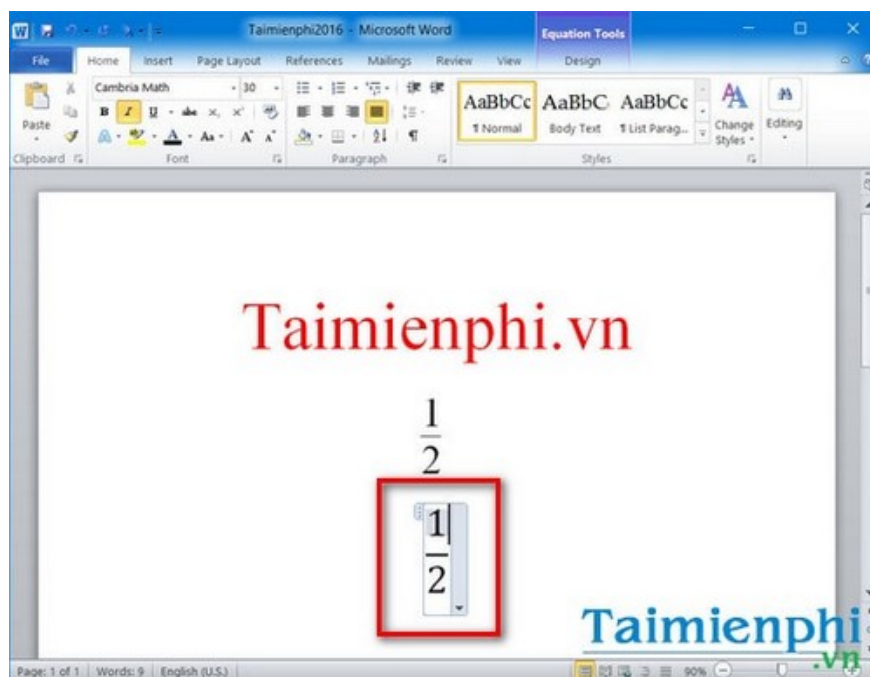 Taimienphi2016 - Microsoft Word
Equation Tools
File Home Insert Page Layout References Mailings Review View Design
Paste
Cambria Math 30
B I U abc x, x'
A Aa A A
AaBbCc AaBbC AaBbCc
¶ Normal Body Text ¶ List Parag...
Change Styles
Editing
Clipboard Font Paragraph Styles
Taimienphi.vn
1
2
1
2
Taimienphi
.vn
Page: 1 of 1 Words: 9 English (U.S.) 90%